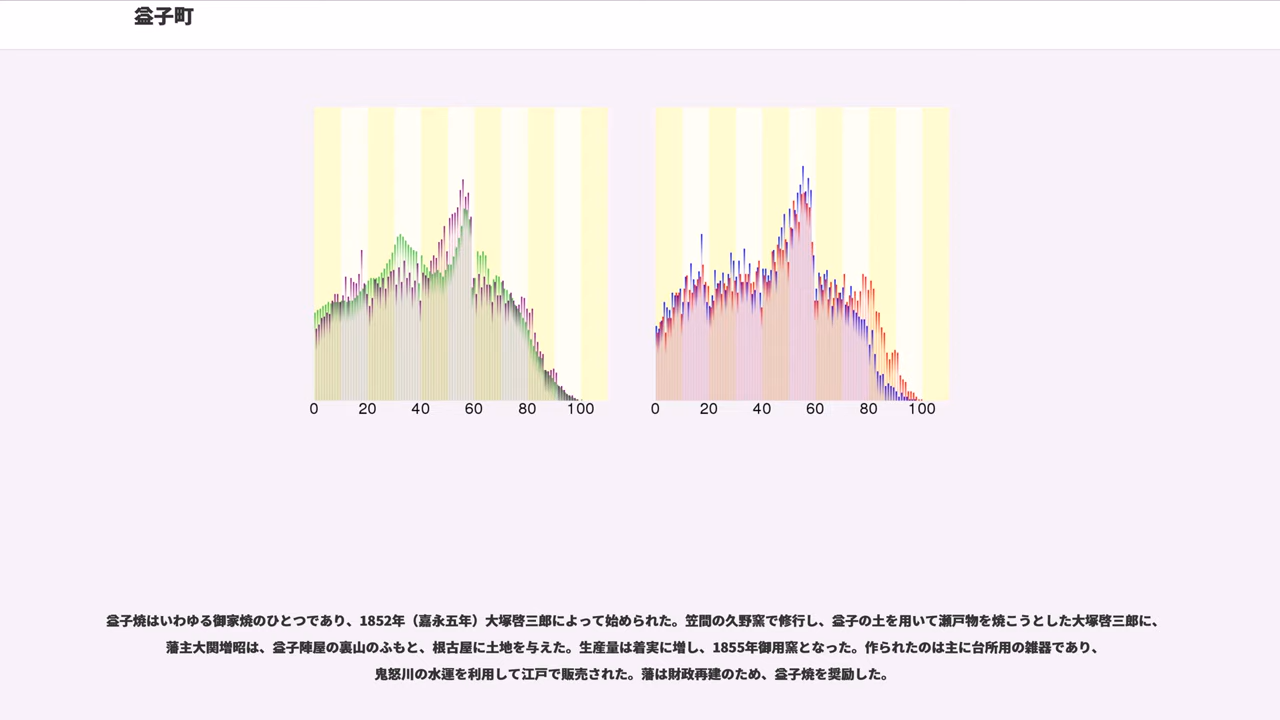 益子町
0 20 40 60 80 100
0 20 40 60 80 100
益子焼はいわゆる御家焼のひとつであり、1852年（嘉永五年）大塚啓三郎によって始められた。笠間の久野窯で修行し、益子の土を用いて瀬戸物を焼こうとした大塚啓三郎に、
藩主大関増昭は、益子陣屋の裏山のふもと、根古屋に土地を与えた。生産量は着実に増し、1855年御用窯となった。作られたのは主に台所用の雑器であり、
鬼怒川の水運を利用して江戸で販売された。藩は財政再建のため、益子焼を奨励した。